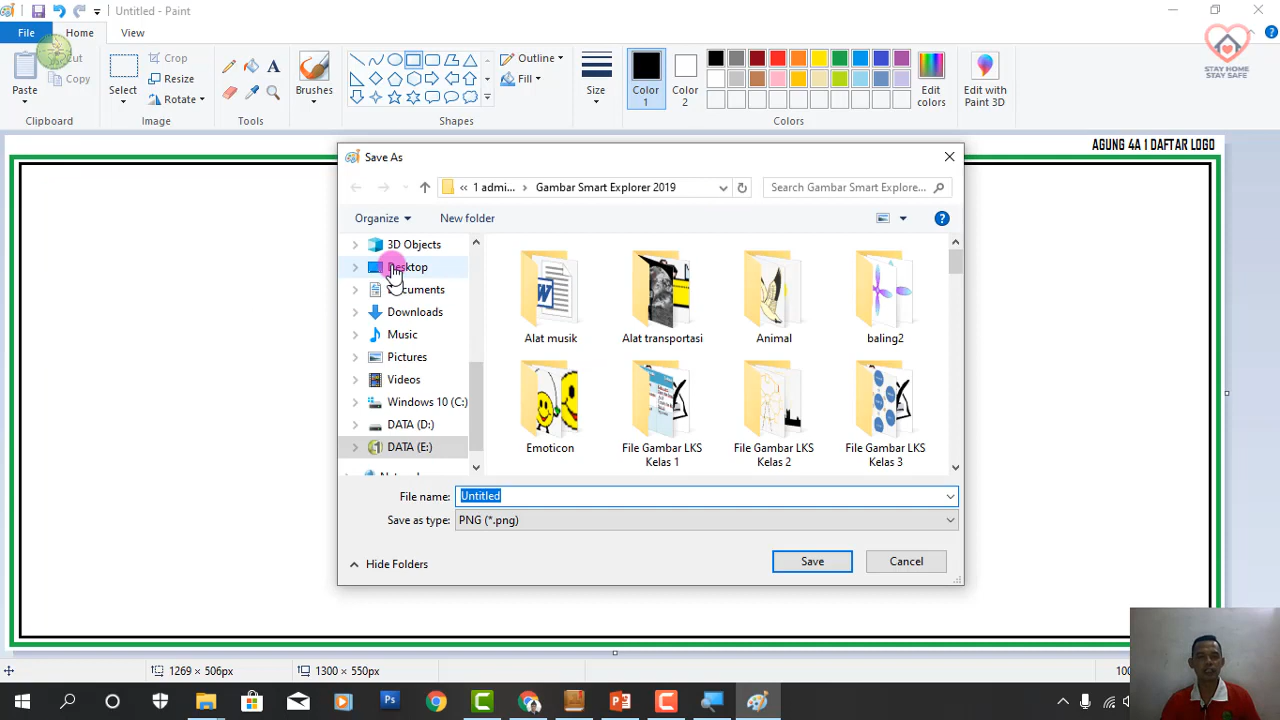 Untitled - Paint
File
Home
View
Paste
Cut
Copy
Clipboard
Select
Crop
Resize
Rotate
Image
Tools
Brushes
Shapes
Outline
Fill
Size
Color
1
Color
2
Edit
colors
Colors
Edit with
Paint 3D
STAY HOME
STAY SAFE
AGUNG 4A 1 DAFTAR LOGO
Save As
« 1 admi... › Gambar Smart Explorer 2019
Search Gambar Smart Explore...
Organize
New folder
3D Objects
Desktop
Documents
Downloads
Music
Pictures
Videos
Windows 10 (C:)
DATA (D:)
DATA (E:)
Alat musik
Alat transportasi
Animal
baling2
Emoticon
File Gambar LKS
Kelas 1
File Gambar LKS
Kelas 2
File Gambar LKS
Kelas 3
File name: Untitled
Save as type: PNG (*.png)
Hide Folders
Save
Cancel
1269 × 506px
1300 × 550px
100